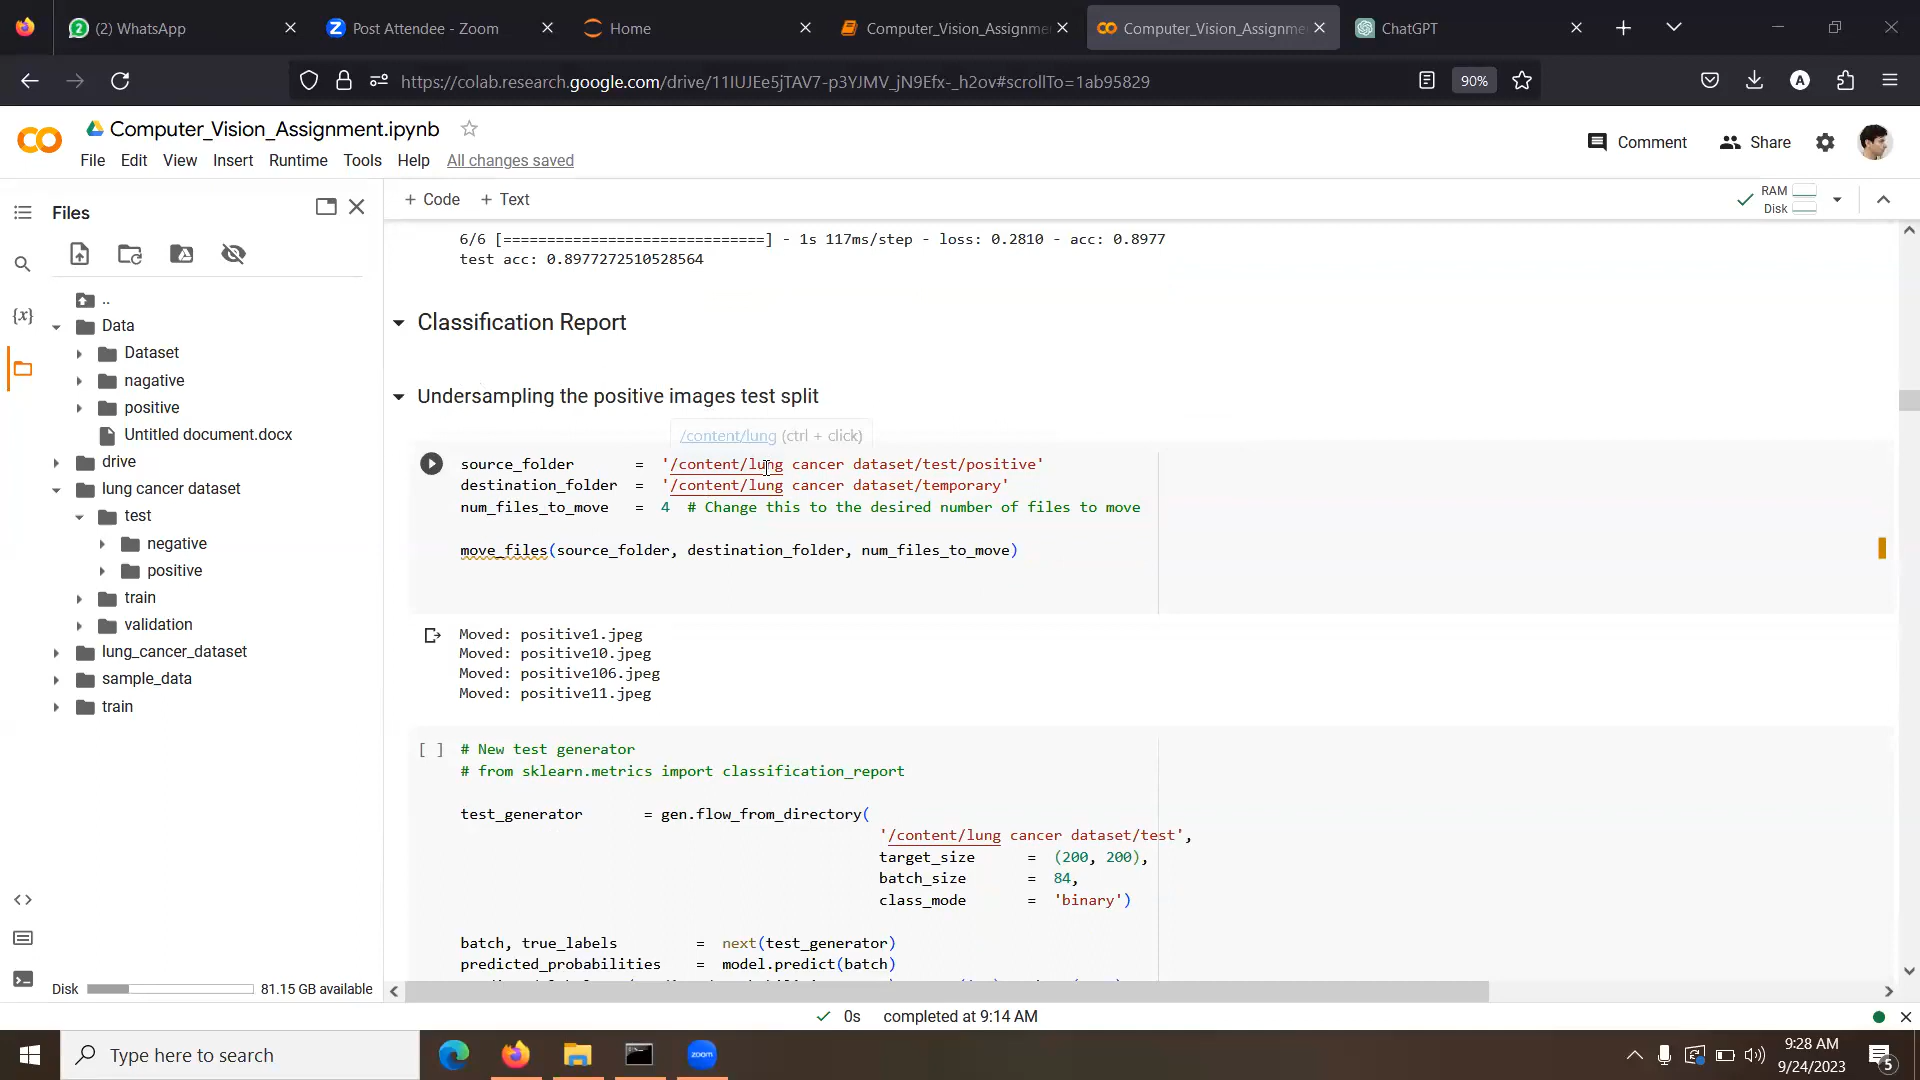 (2) WhatsApp
Post Attendee - Zoom
Home
Computer_Vision_Assignme
Computer_Vision_Assignme
ChatGPT
https://colab.research.google.com/drive/11IUJEe5jTAV7-p3YJMV_jN9Efx-_h2ov#scrollTo=1ab95829
90%
A
Computer_Vision_Assignment.ipynb
File Edit View Insert Runtime Tools Help All changes saved
Comment
Share
Files
+ Code + Text
RAM
Disk
..
Data
Dataset
nagative
positive
Untitled document.docx
drive
lung cancer dataset
test
negative
positive
train
validation
lung_cancer_dataset
sample_data
train
Disk 81.15 GB available
6/6 [==============================] - 1s 117ms/step - loss: 0.2810 - acc: 0.8977
test acc: 0.8977272510528564
Classification Report
Undersampling the positive images test split
/content/lung (ctrl + click)
source_folder = '/content/lung cancer dataset/test/positive'
destination_folder = '/content/lung cancer dataset/temporary'
num_files_to_move = 4 # Change this to the desired number of files to move
move_files(source_folder, destination_folder, num_files_to_move)
Moved: positive1.jpeg
Moved: positive10.jpeg
Moved: positive106.jpeg
Moved: positive11.jpeg
[ ] # New test generator
# from sklearn.metrics import classification_report
test_generator = gen.flow_from_directory(
'/content/lung cancer dataset/test',
target_size = (200, 200),
batch_size = 84,
class_mode = 'binary')
batch, true_labels = next(test_generator)
predicted_probabilities = model.predict(batch)
0s completed at 9:14 AM
Type here to search
zoom
9:28 AM
9/24/2023
5